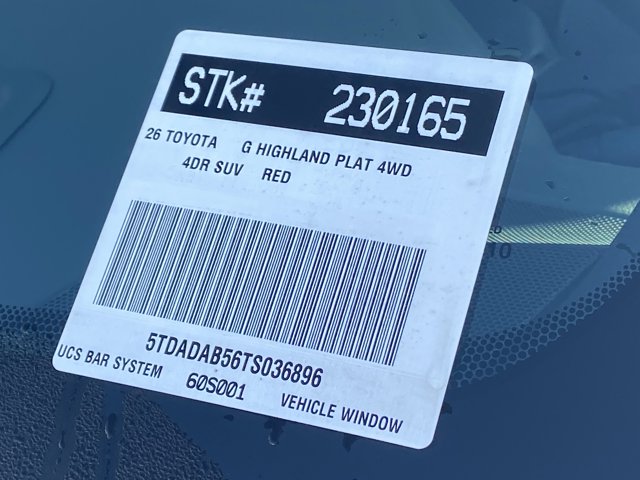 STK# 230165
26 TOYOTA G HIGHLAND PLAT 4WD
4DR SUV RED
5TDADAB56TS036896
UCS BAR SYSTEM 60S001 VEHICLE WINDOW